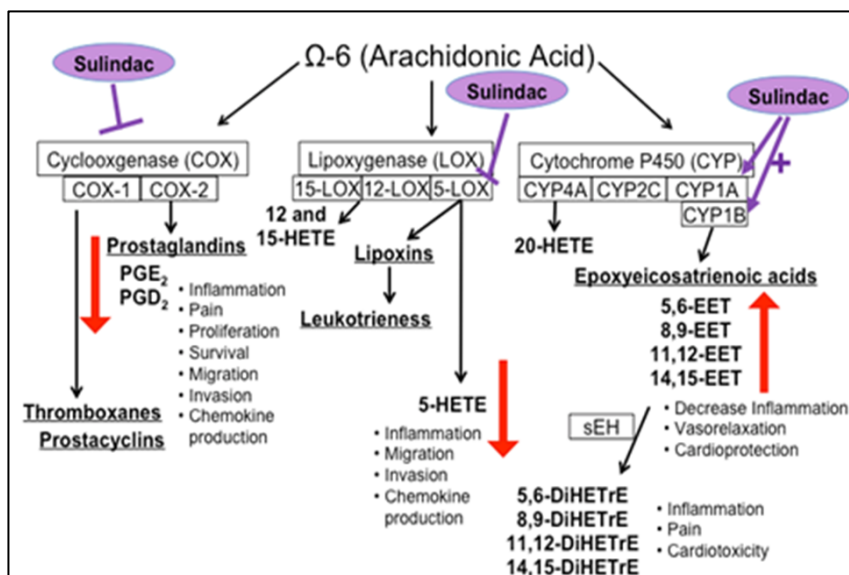 Ω-6 (Arachidonic Acid)
Sulindac
Sulindac
Sulindac
Cyclooxgenase (COX)
COX-1
COX-2
Lipoxygenase (LOX)
15-LOX
12-LOX
5-LOX
Cytochrome P450 (CYP)
CYP4A
CYP2C
CYP1A
CYP1B
+
Prostaglandins
PGE2
PGD2
• Inflammation
• Pain
• Proliferation
• Survival
• Migration
• Invasion
• Chemokine
production
Thromboxanes
Prostacyclins
12 and
15-HETE
Lipoxins
Leukotrieness
5-HETE
• Inflammation
• Migration
• Invasion
• Chemokine
production
20-HETE
Epoxyeicosatrienoic acids
5,6-EET
8,9-EET
11,12-EET
14,15-EET
• Decrease Inflammation
• Vasorelaxation
• Cardioprotection
sEH
5,6-DiHETrE
8,9-DiHETrE
11,12-DiHETrE
14,15-DiHETrE
• Inflammation
• Pain
• Cardiotoxicity